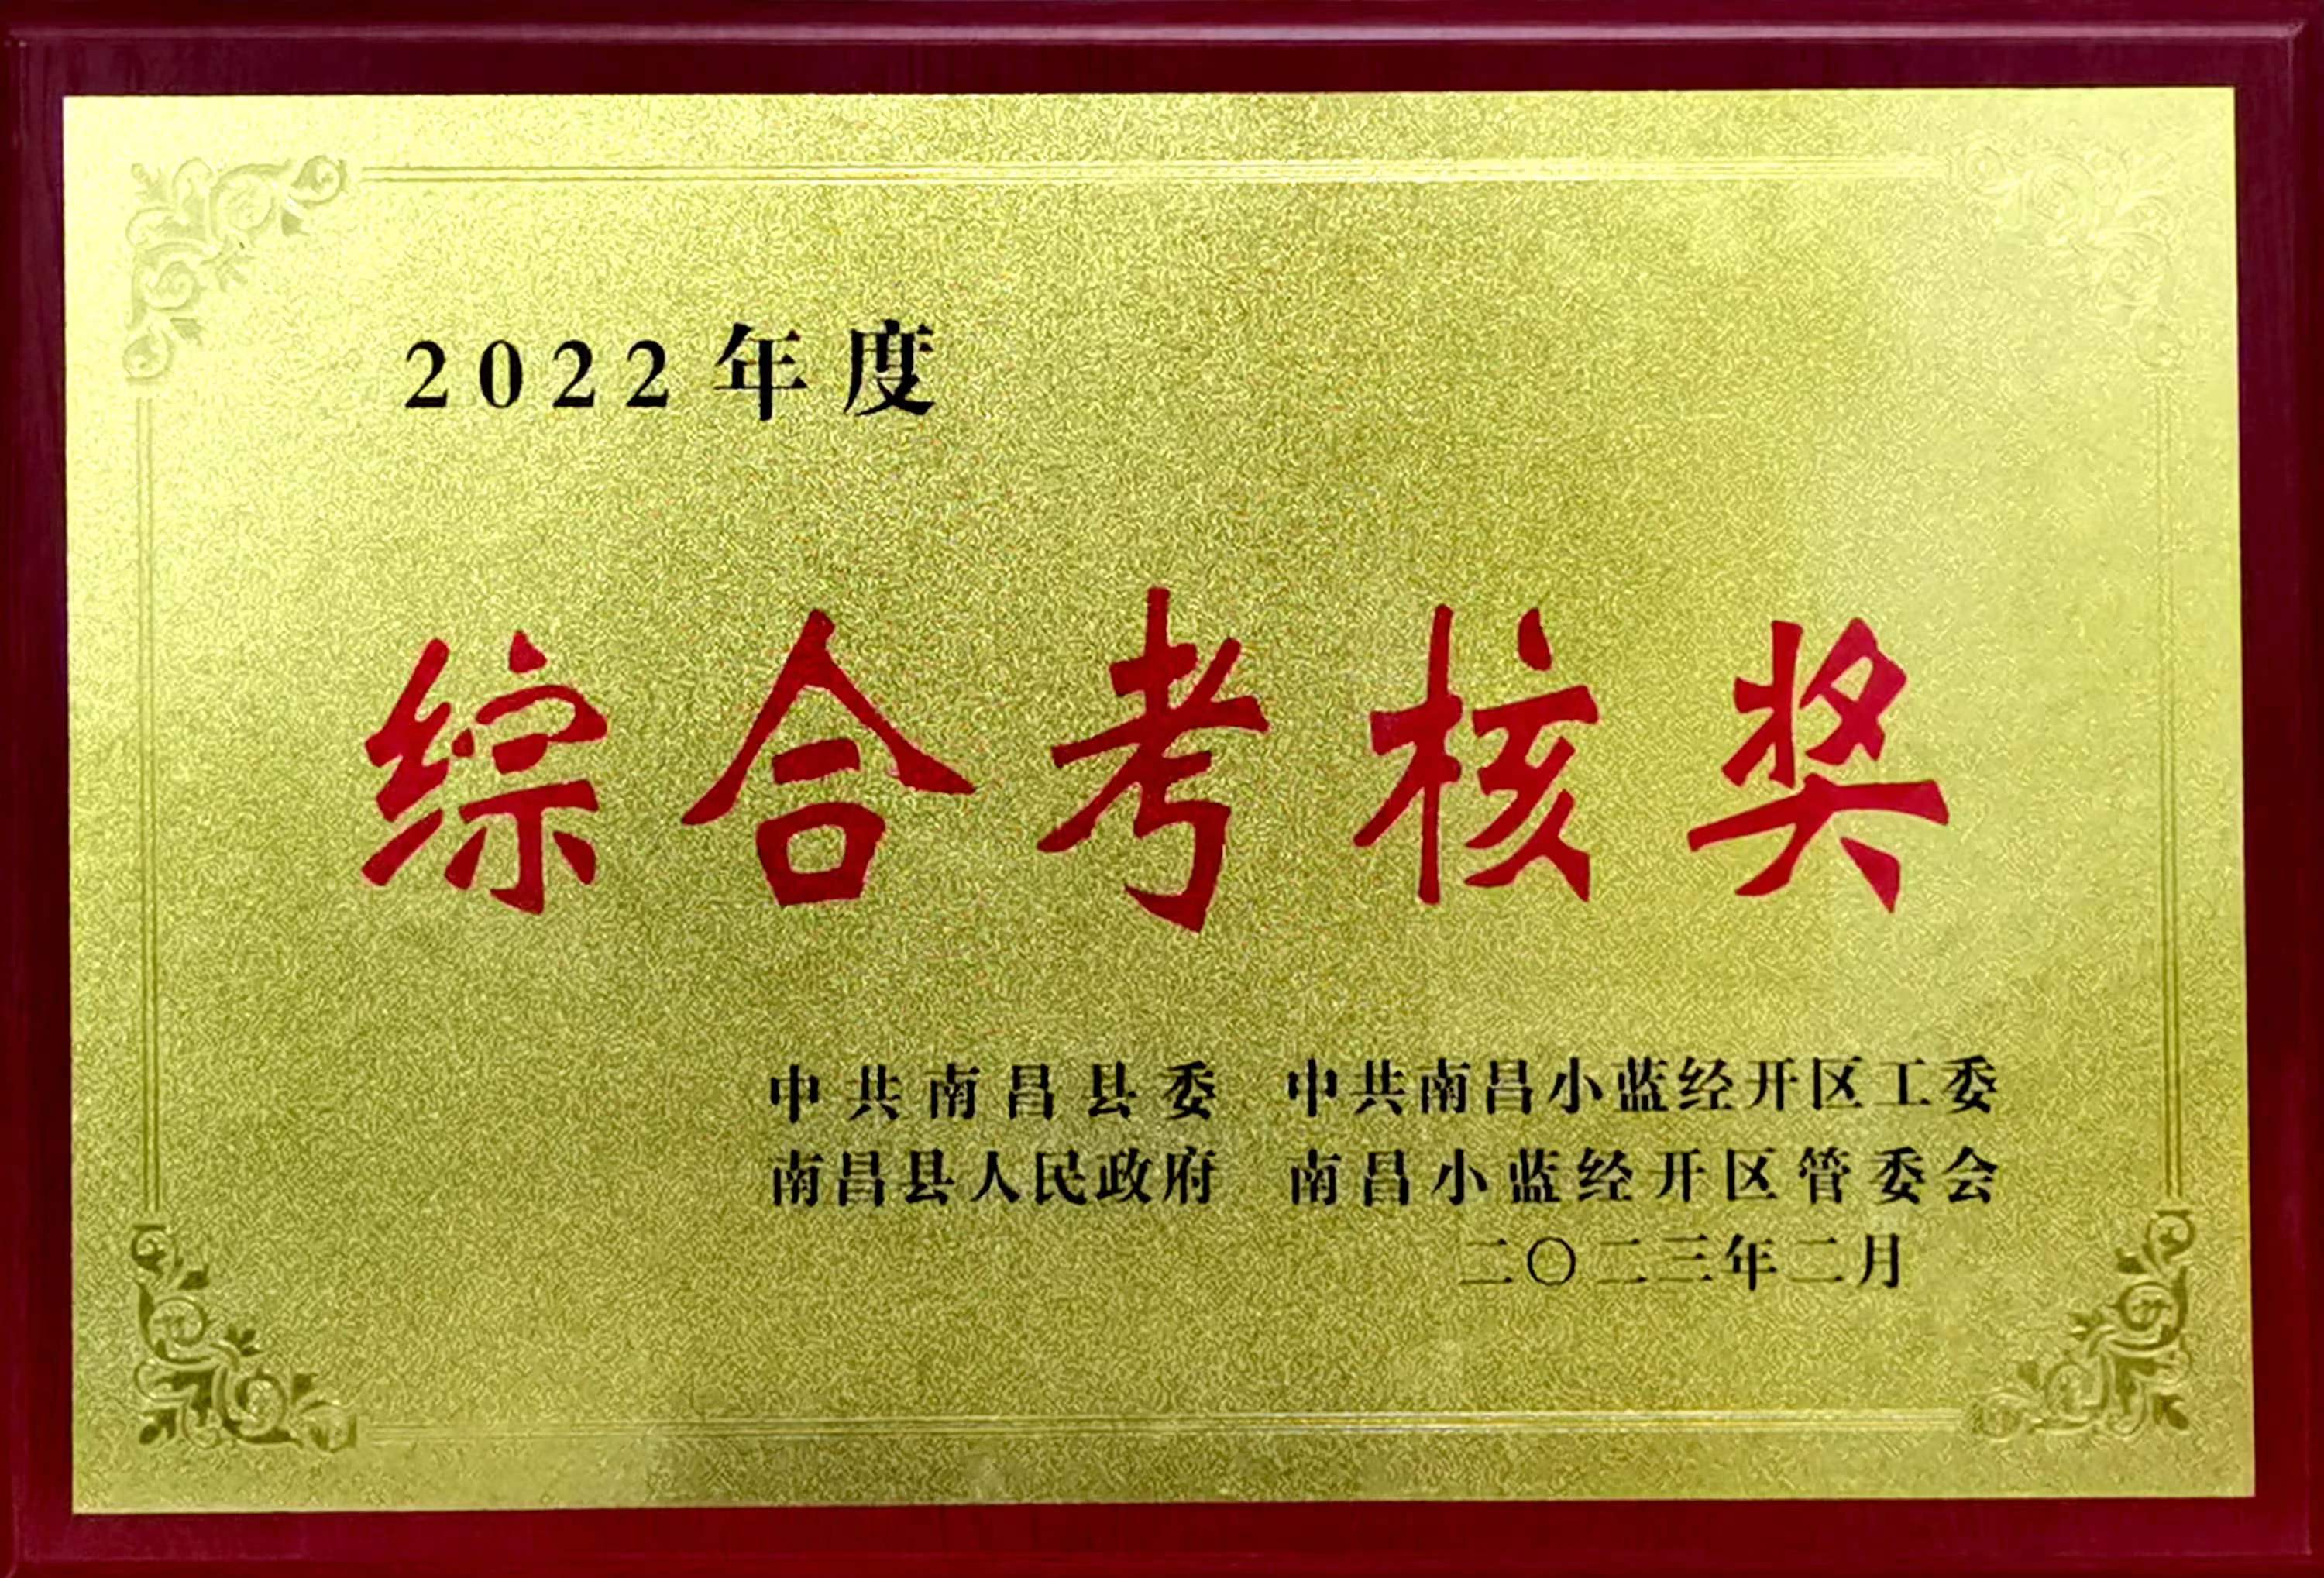 2022年度
综合考核奖
中共南昌县委 中共南昌小蓝经开区工委
南昌县人民政府 南昌小蓝经开区管委会
二〇二三年二月